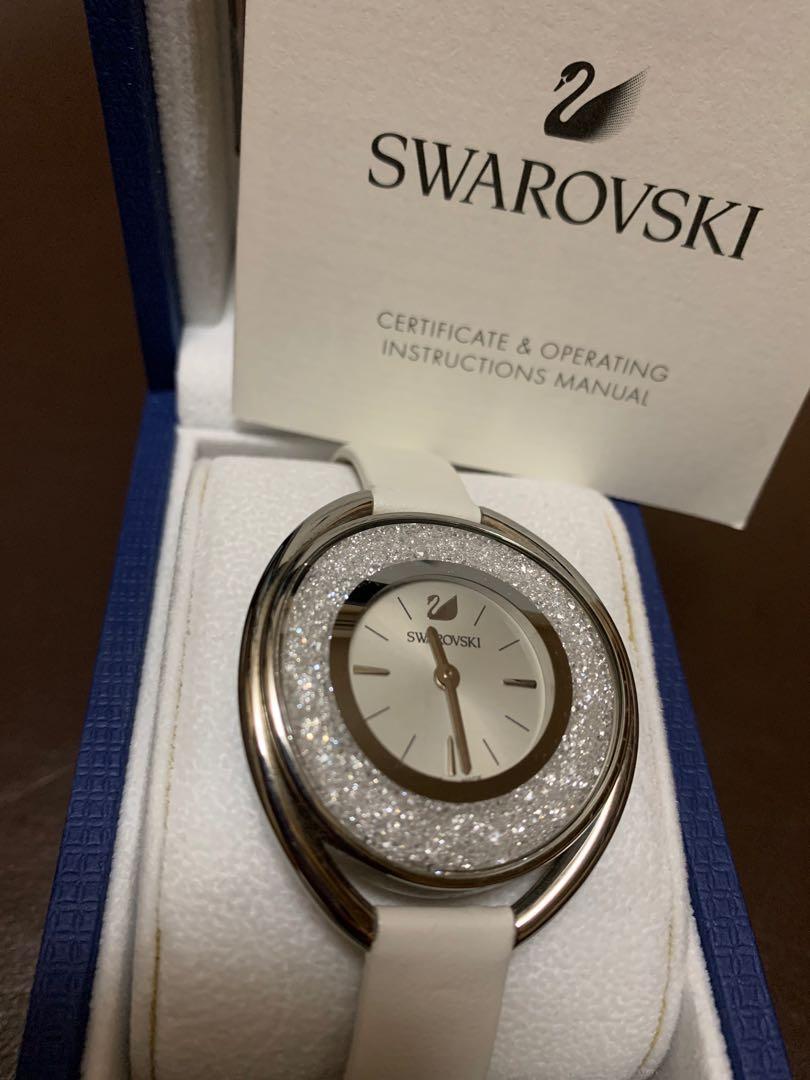 SWAROVSKI
CERTIFICATE & OPERATING
INSTRUCTIONS MANUAL
SWAROVSKI